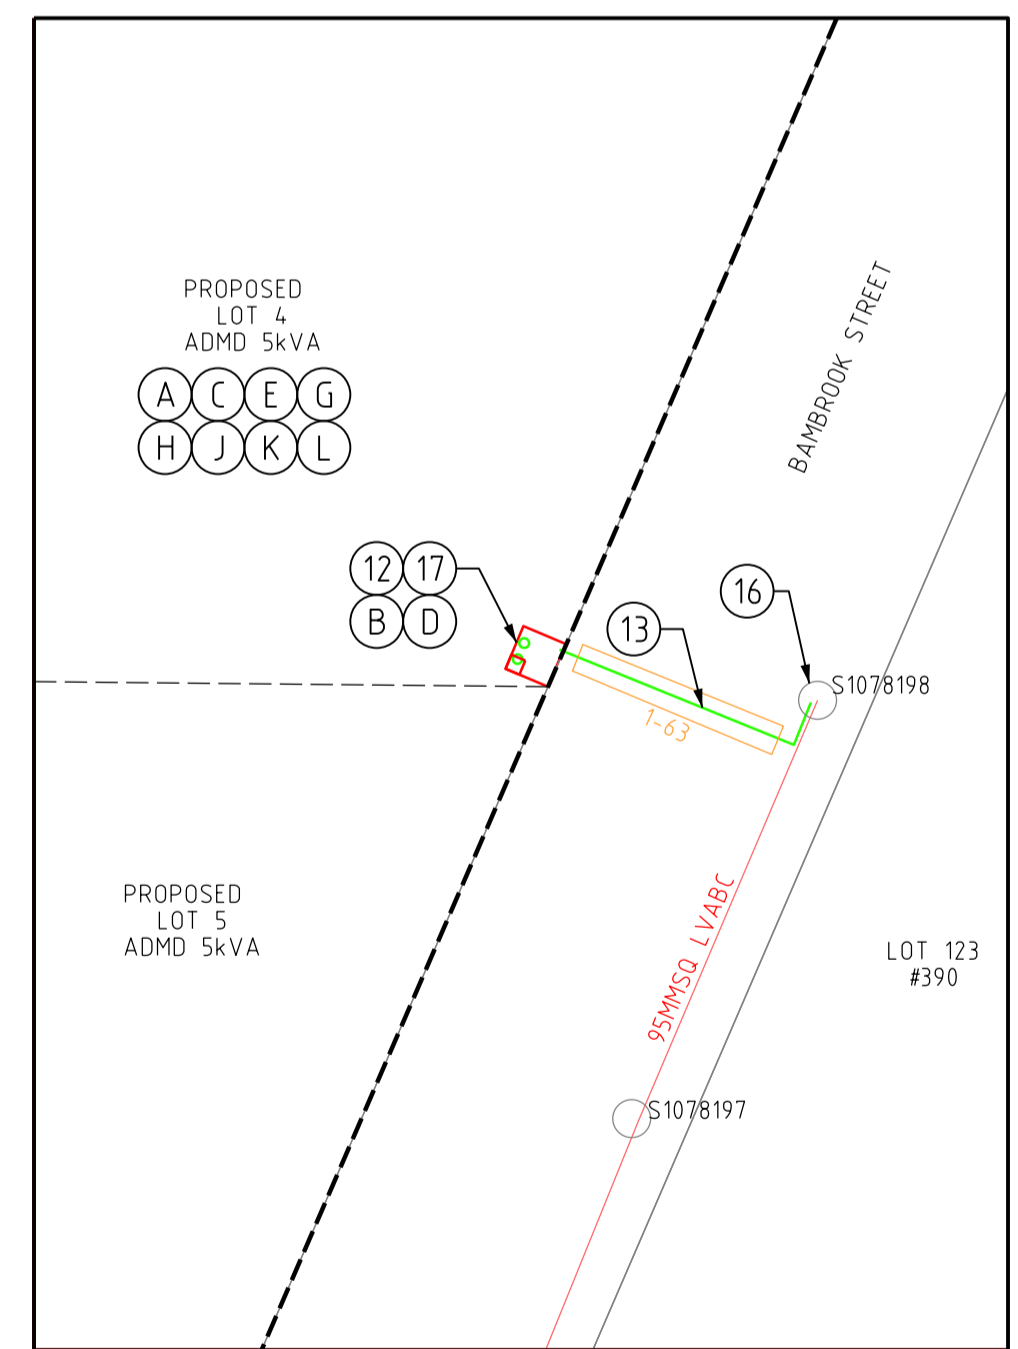 PROPOSED
LOT 4
ADMD 5kVA
A C E G
H J K L
BAMBROOK STREET
12 17
B D
16
13
S1078198
1-63
PROPOSED
LOT 5
ADMD 5kVA
95MMSQ LVABC
LOT 123
#390
S1078197